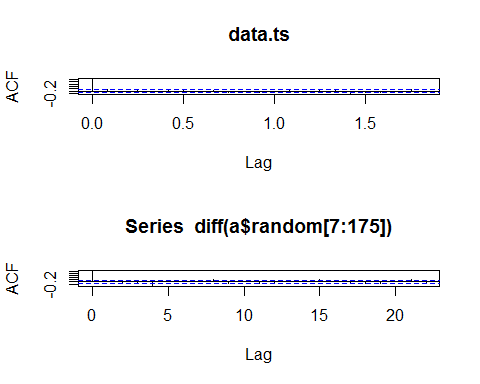 data.ts
ACF
-0.2
0.0 0.5 1.0 1.5
Lag
Series diff(a$random[7:175])
ACF
-0.2
0 5 10 15 20
Lag